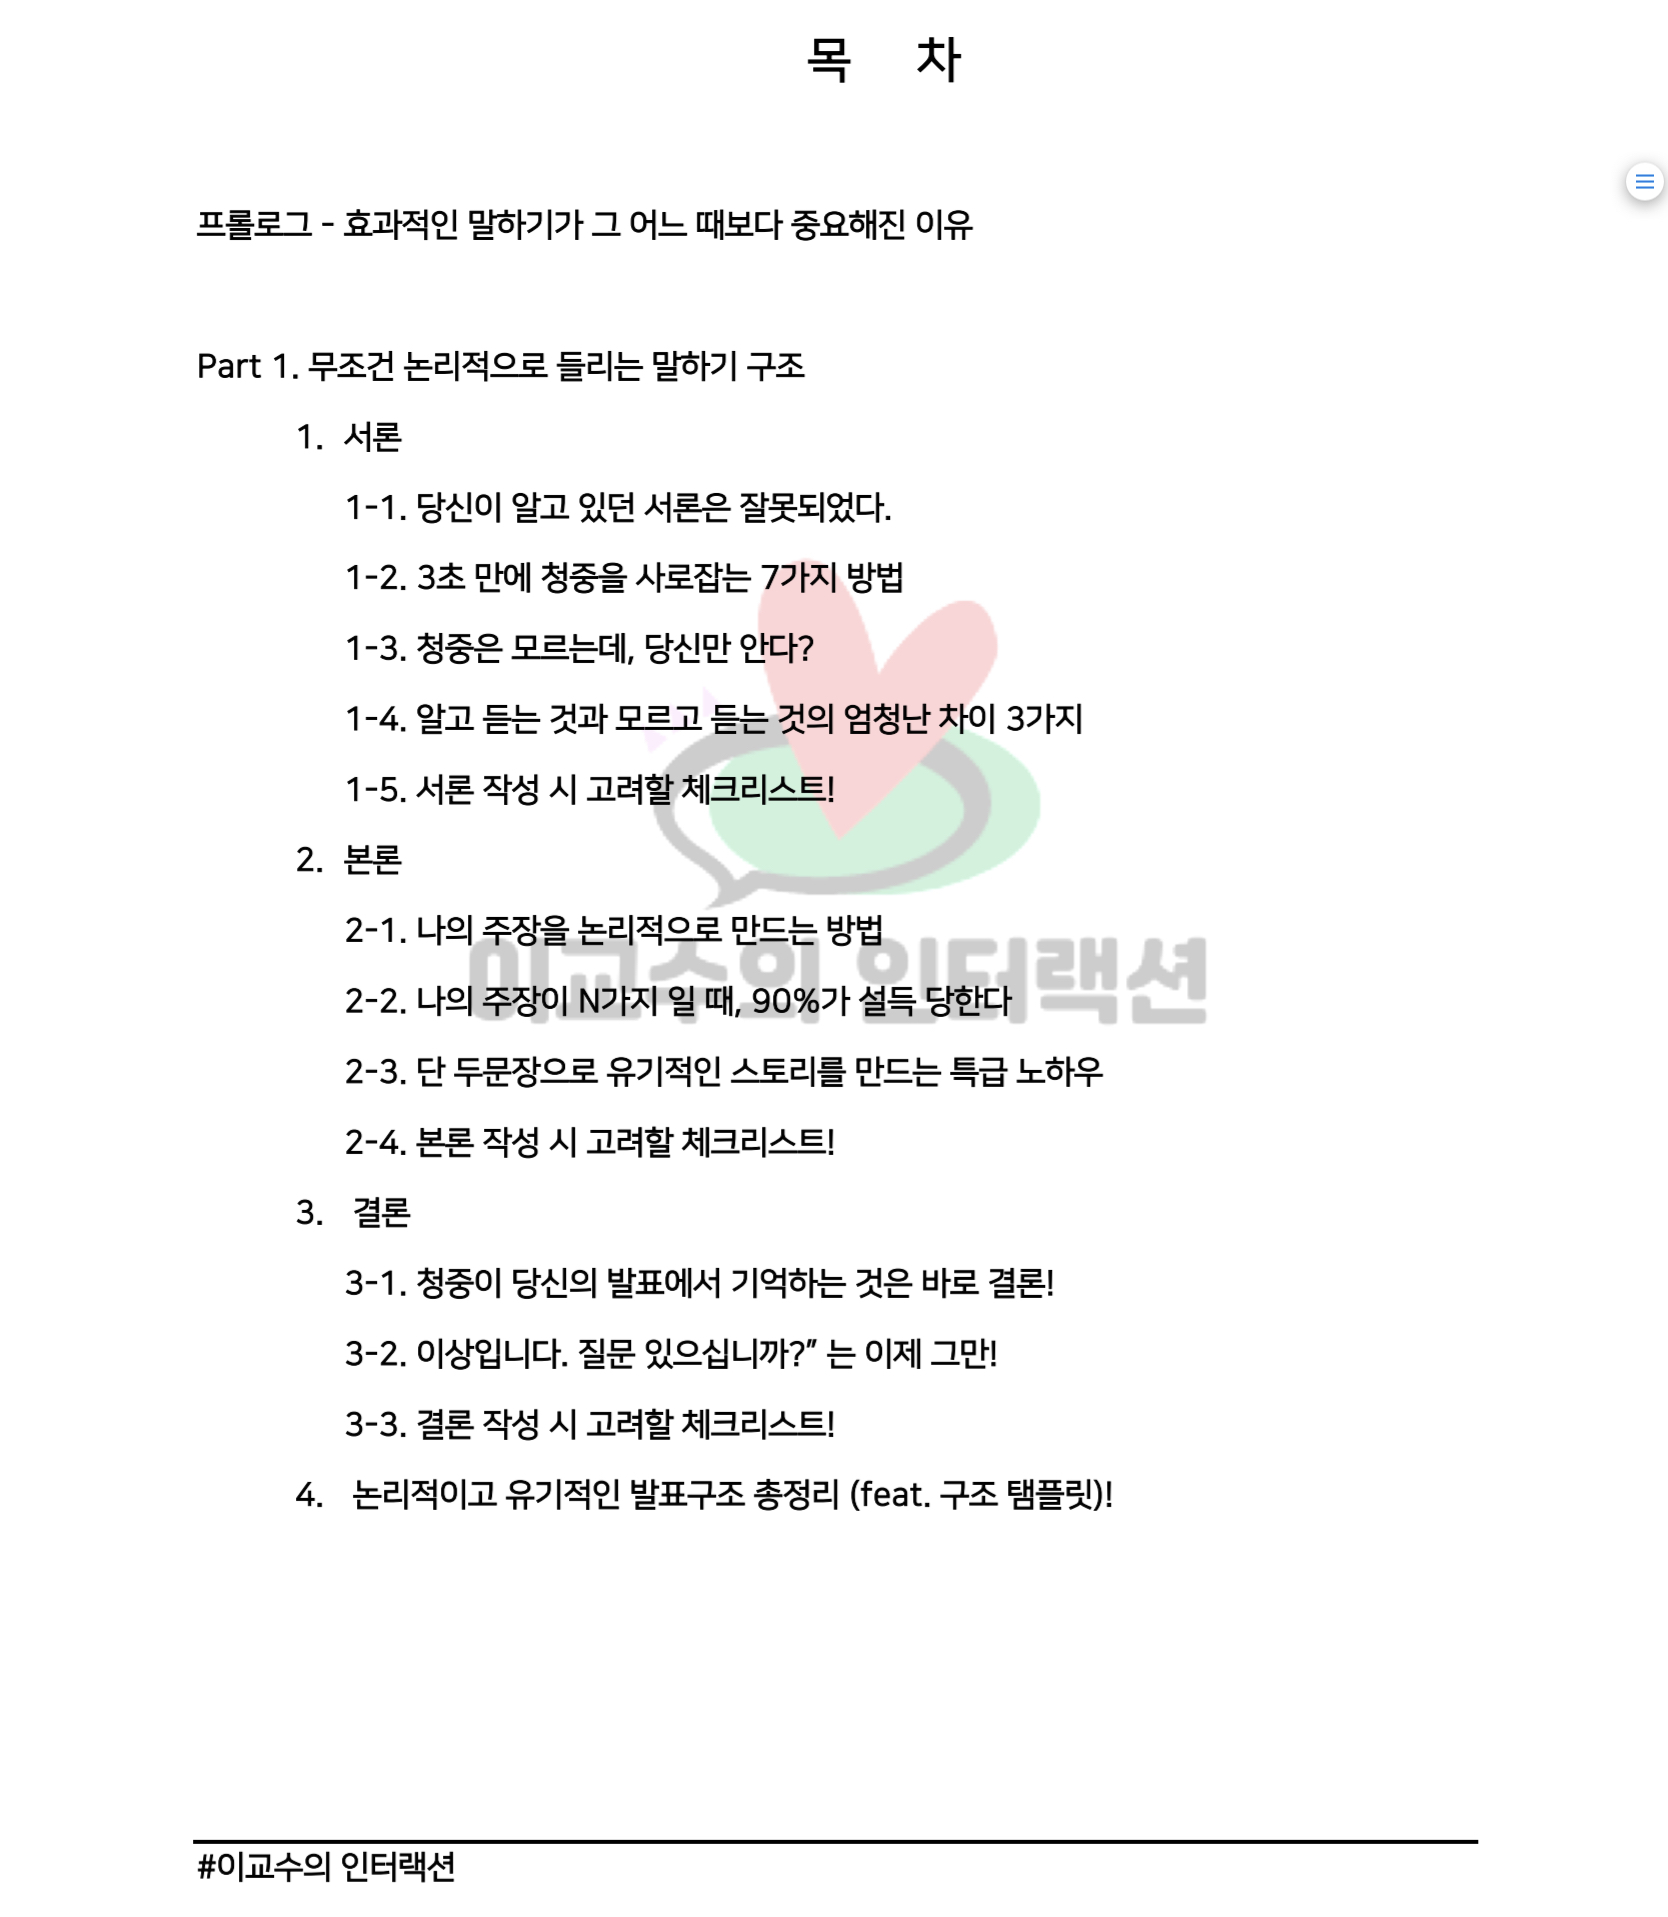 목 차
프롤로그 - 효과적인 말하기가 그 어느 때보다 중요해진 이유
Part 1. 무조건 논리적으로 들리는 말하기 구조
1. 서론
1-1. 당신이 알고 있던 서론은 잘못되었다.
1-2. 3초 만에 청중을 사로잡는 7가지 방법
1-3. 청중은 모르는데, 당신만 안다?
1-4. 알고 듣는 것과 모르고 듣는 것의 엄청난 차이 3가지
1-5. 서론 작성 시 고려할 체크리스트!
2. 본론
2-1. 나의 주장을 논리적으로 만드는 방법
이교수의 인터랙션
2-2. 나의 주장이 N가지 일 때, 90%가 설득 당한다
2-3. 단 두문장으로 유기적인 스토리를 만드는 특급 노하우
2-4. 본론 작성 시 고려할 체크리스트!
3. 결론
3-1. 청중이 당신의 발표에서 기억하는 것은 바로 결론!
3-2. 이상입니다. 질문 있으십니까?” 는 이제 그만!
3-3. 결론 작성 시 고려할 체크리스트!
4. 논리적이고 유기적인 발표구조 총정리 (feat. 구조 탬플릿)!
#이교수의 인터랙션